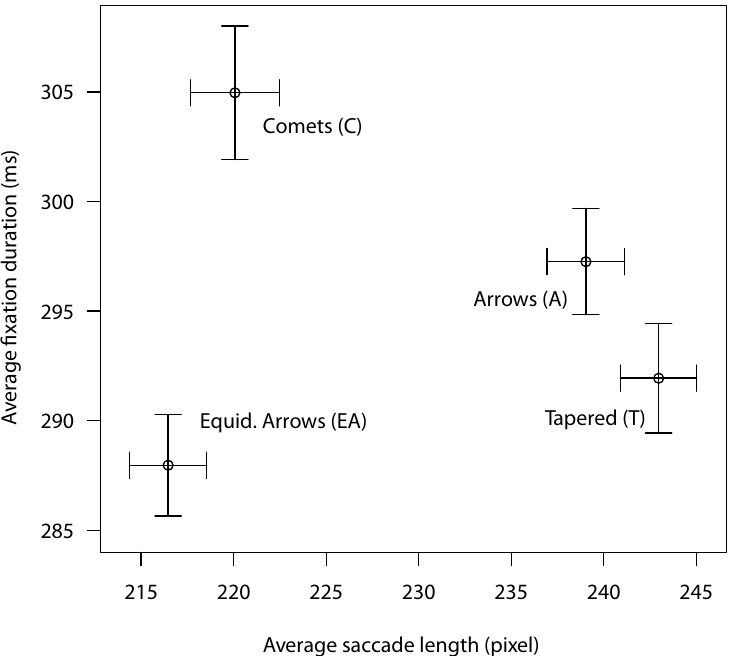 Average fixation duration (ms)
305
300
295
290
285
Comets (C)
Arrows (A)
Tapered (T)
Equid. Arrows (EA)
215 220 225 230 235 240 245
Average saccade length (pixel)